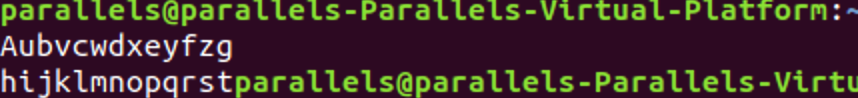 parallels@parallels-Parallels-Virtual-Platform:~
Aubvcwdxeyfzg
hijklmnopqrstparallels@parallels-Parallels-Virtu